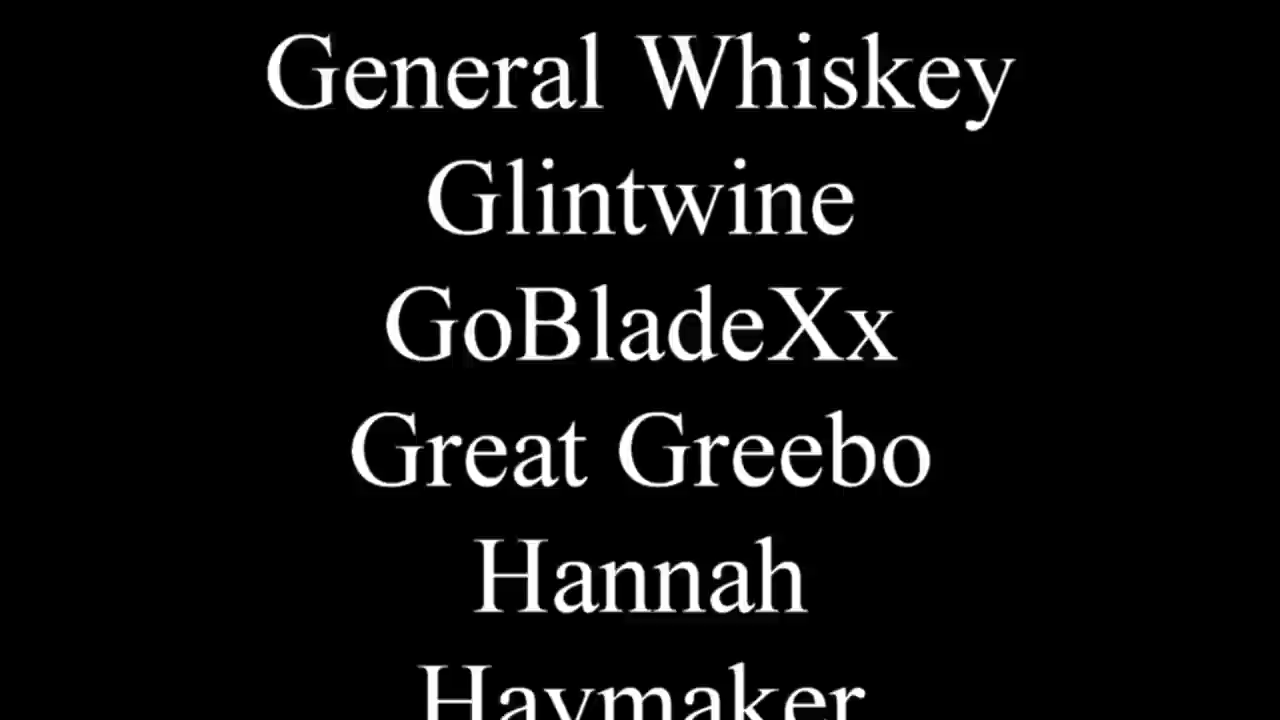 General Whiskey
Glintwine
GoBladeXx
Great Greebo
Hannah
Haymaker